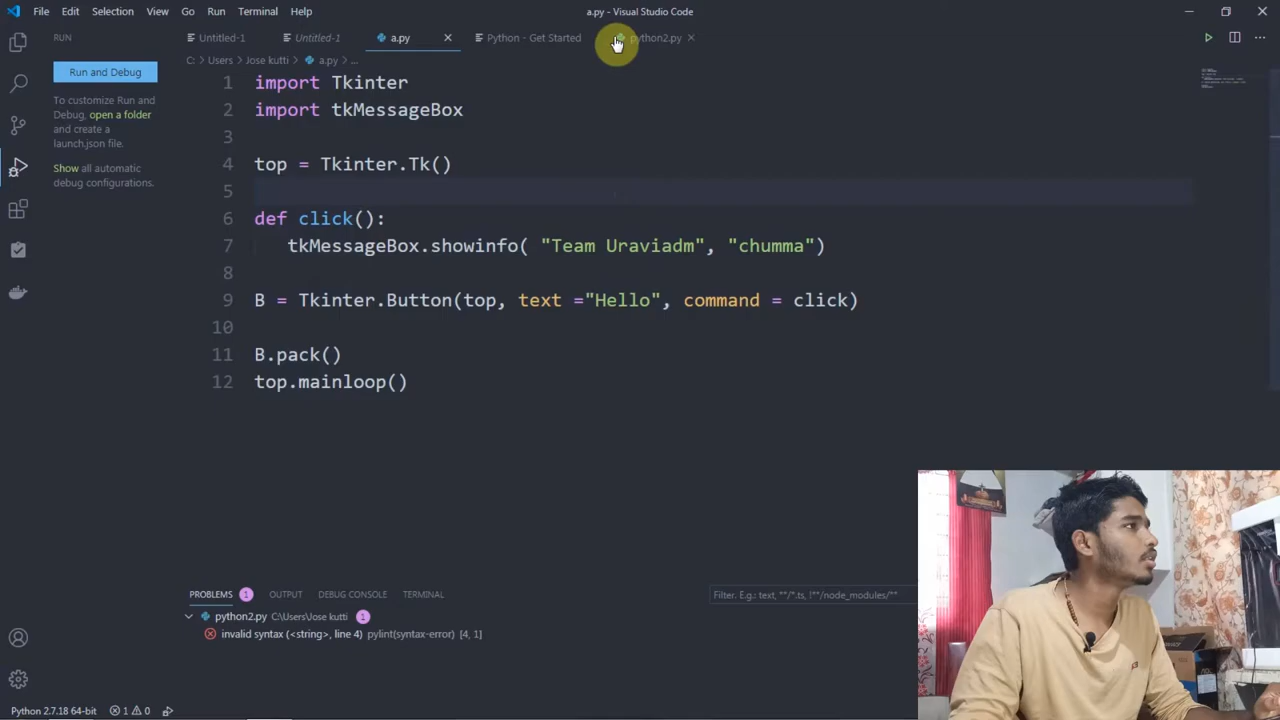 File Edit Selection View Go Run Terminal Help
a.py - Visual Studio Code
RUN
Untitled-1
Untitled-1
a.py
Python - Get Started
python2.py
C: > Users > Jose kutti > a.py > ...
Run and Debug
To customize Run and
Debug, open a folder
and create a
launch.json file.
Show all automatic
debug configurations.
1 import Tkinter
2 import tkMessageBox
3
4 top = Tkinter.Tk()
5
6 def click():
7 tkMessageBox.showinfo( "Team Uraviadm", "chumma")
8
9 B = Tkinter.Button(top, text ="Hello", command = click)
10
11 B.pack()
12 top.mainloop()
PROBLEMS 1 OUTPUT DEBUG CONSOLE TERMINAL
Filter. E.g.: text, **/*.ts, !**/node_modules/**
python2.py C:\Users\Jose kutti 1
invalid syntax (<string>, line 4) pylint(syntax-error) [4, 1]
Python 2.7.18 64-bit 1 0